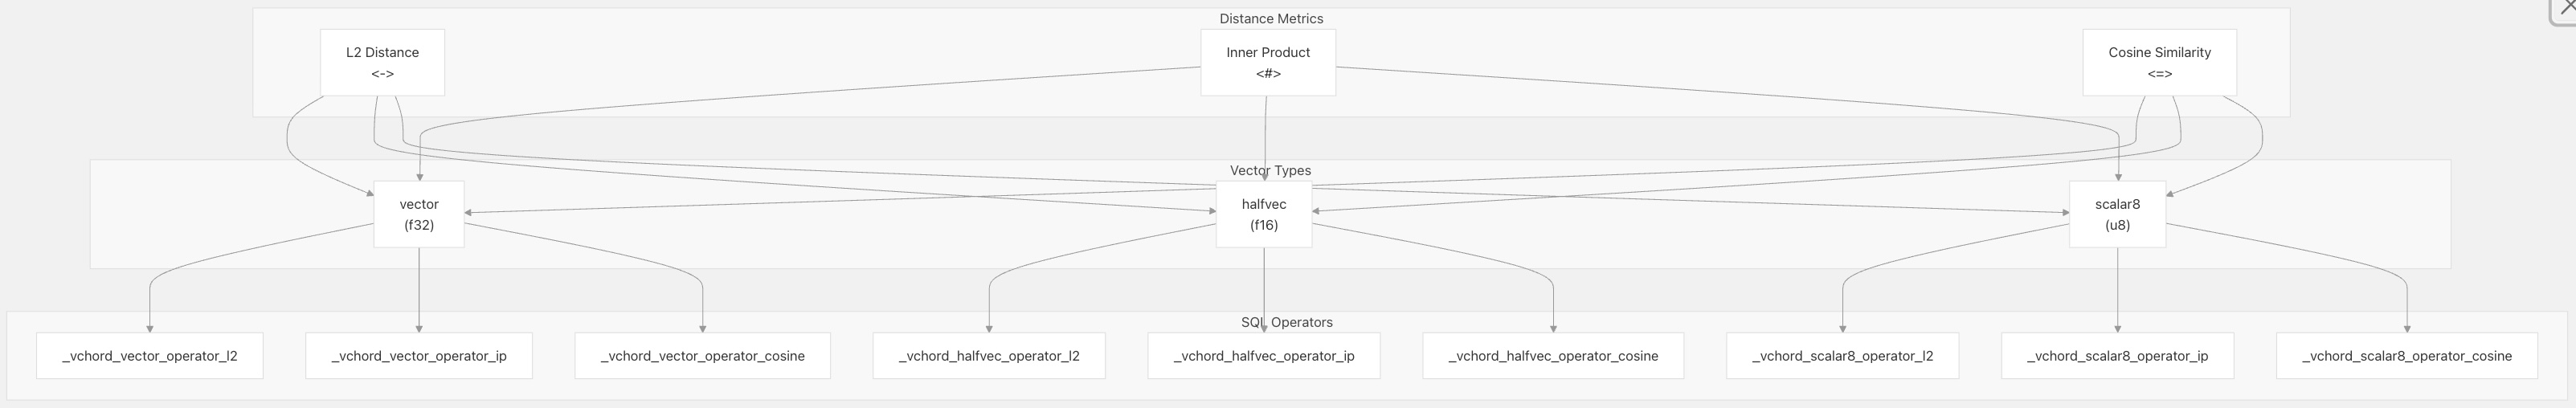 Distance Metrics
L2 Distance
<->
Inner Product
<#>
Cosine Similarity
<=>
Vector Types
vector
(f32)
halfvec
(f16)
scalar8
(u8)
SQL Operators
_vchord_vector_operator_l2
_vchord_vector_operator_ip
_vchord_vector_operator_cosine
_vchord_halfvec_operator_l2
_vchord_halfvec_operator_ip
_vchord_halfvec_operator_cosine
_vchord_scalar8_operator_l2
_vchord_scalar8_operator_ip
_vchord_scalar8_operator_cosine